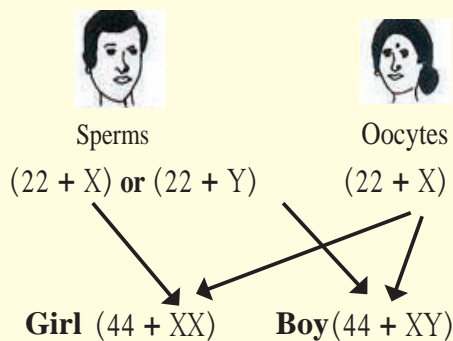 Sperms Oocytes
(22 + X) or (22 + Y) (22 + X)
Girl (44 + XX) Boy (44 + XY)